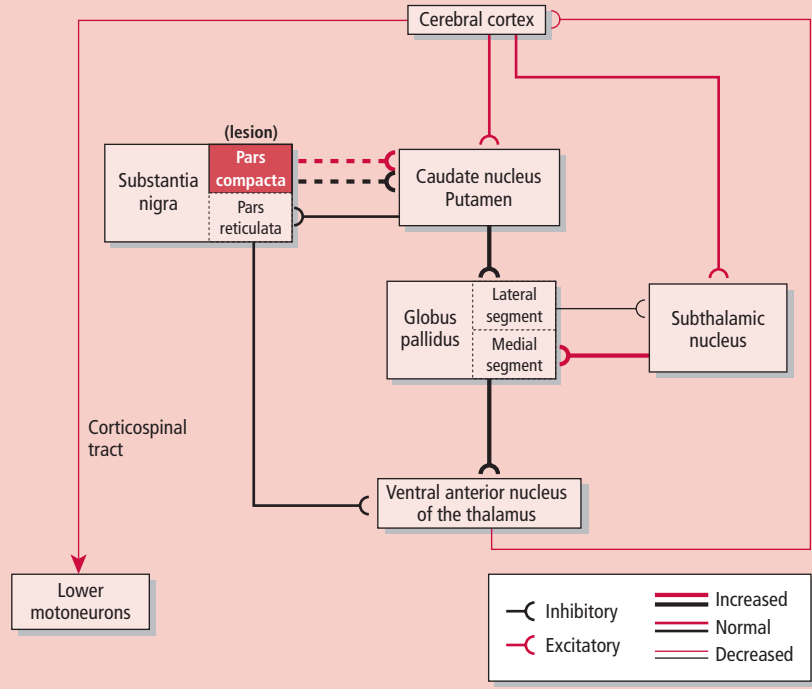 Cerebral cortex
(lesion)
Substantia
nigra
Pars
compacta
Pars
reticulata
Caudate nucleus
Putamen
Globus
pallidus
Lateral
segment
Medial
segment
Subthalamic
nucleus
Corticospinal
tract
Ventral anterior nucleus
of the thalamus
Lower
motoneurons
Inhibitory
Excitatory
Increased
Normal
Decreased